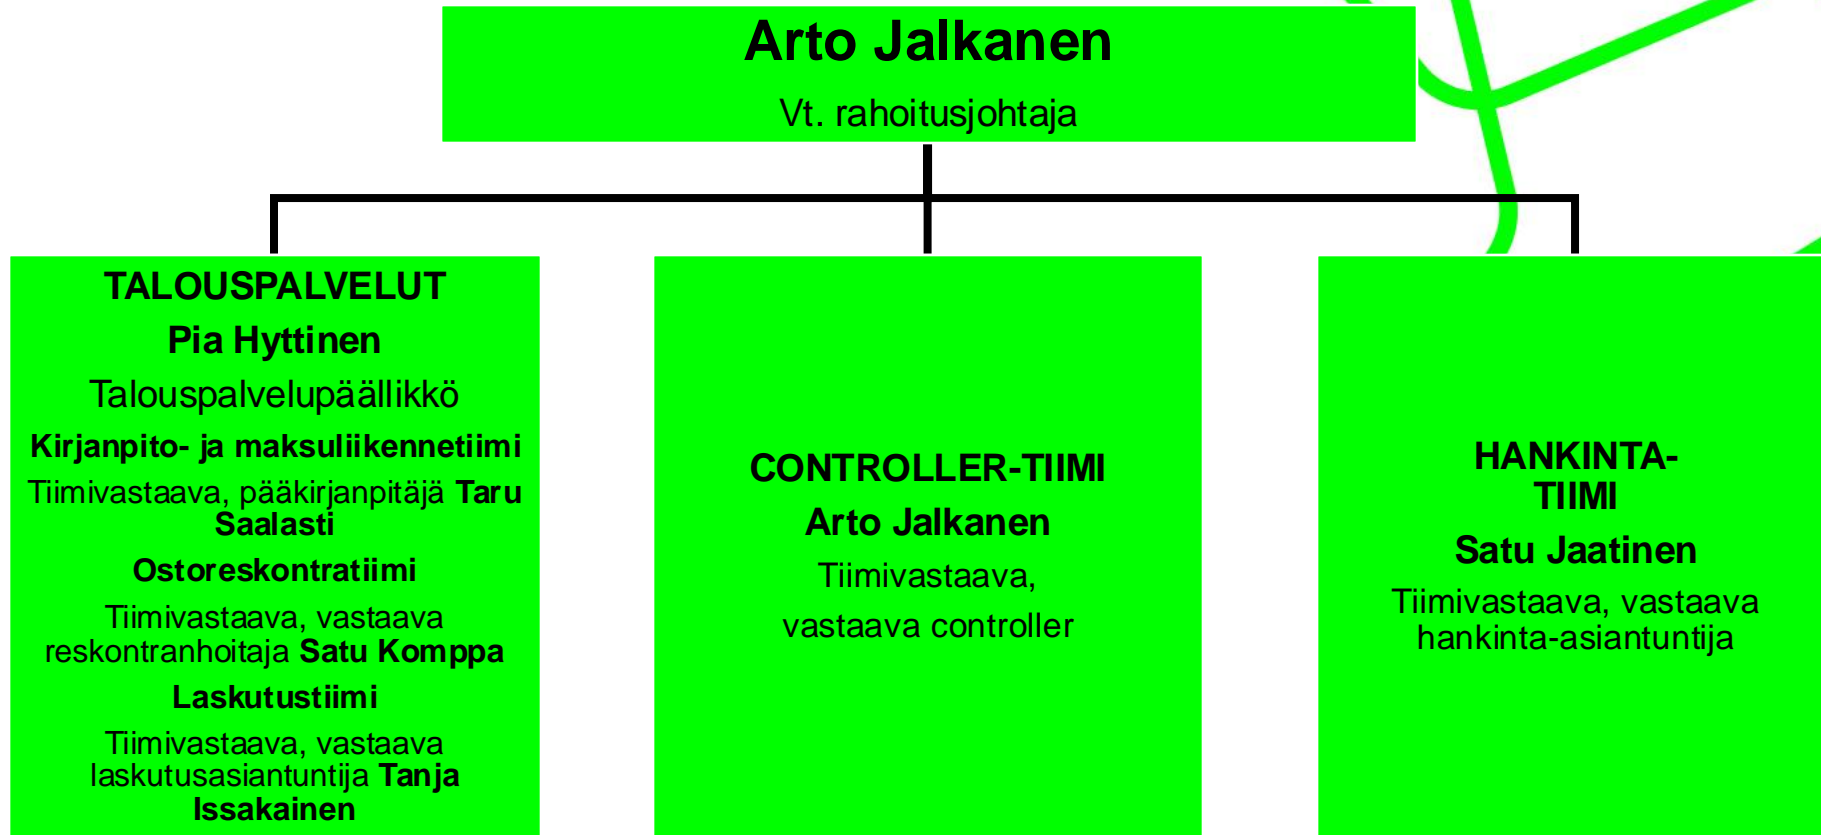 Arto Jalkanen
Vt. rahoitusjohtaja
TALOUSPALVELUT
Pia Hyttinen
Talouspalvelupäällikkö
Kirjanpito- ja maksuliikennetiimi
Tiimivastaava, pääkirjanpitäjä Taru
Saalasti
Ostoreskontratiimi
Tiimivastaava, vastaava
reskontranhoitaja Satu Komppa
Laskutustiimi
Tiimivastaava, vastaava
laskutusasiantuntija Tanja
Issakainen
CONTROLLER-TIIMI
Arto Jalkanen
Tiimivastaava,
vastaava controller
HANKINTA-
TIIMI
Satu Jaatinen
Tiimivastaava, vastaava
hankinta-asiantuntija